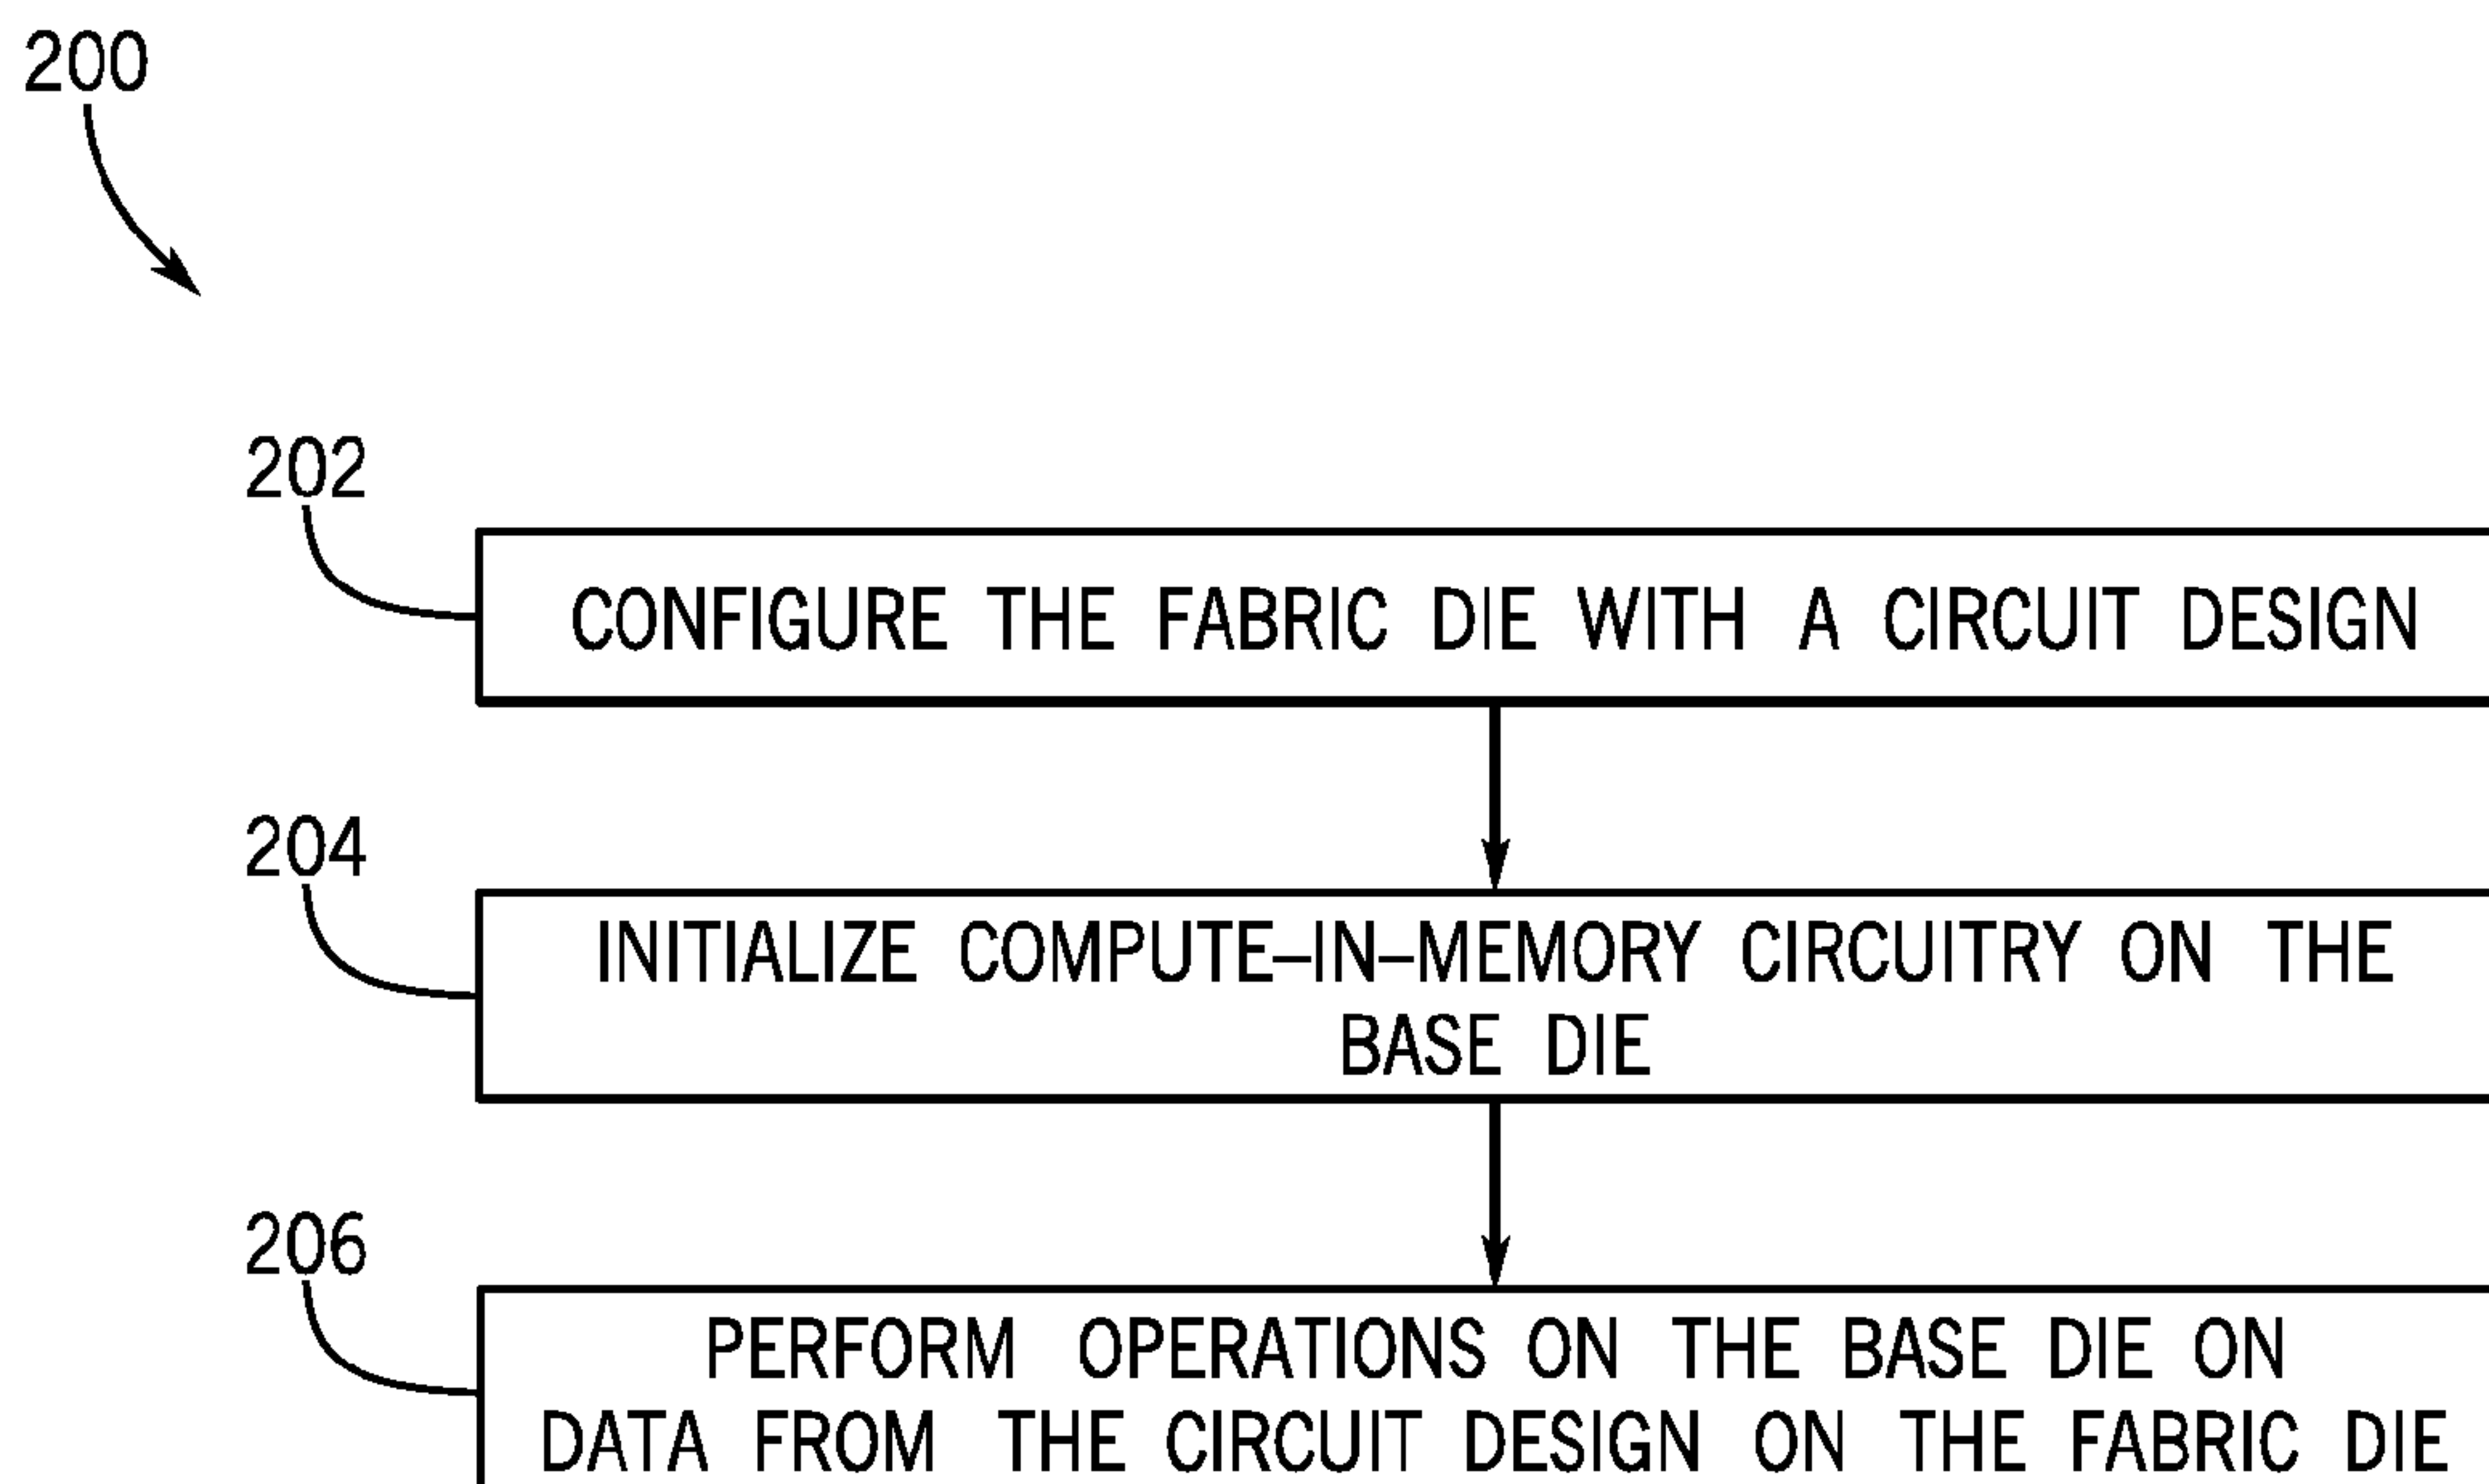 200
202
CONFIGURE THE FABRIC DIE WITH A CIRCUIT DESIGN
204
INITIALIZE COMPUTE–IN–MEMORY CIRCUITRY ON THE
BASE DIE
206
PERFORM OPERATIONS ON THE BASE DIE ON
DATA FROM THE CIRCUIT DESIGN ON THE FABRIC DIE